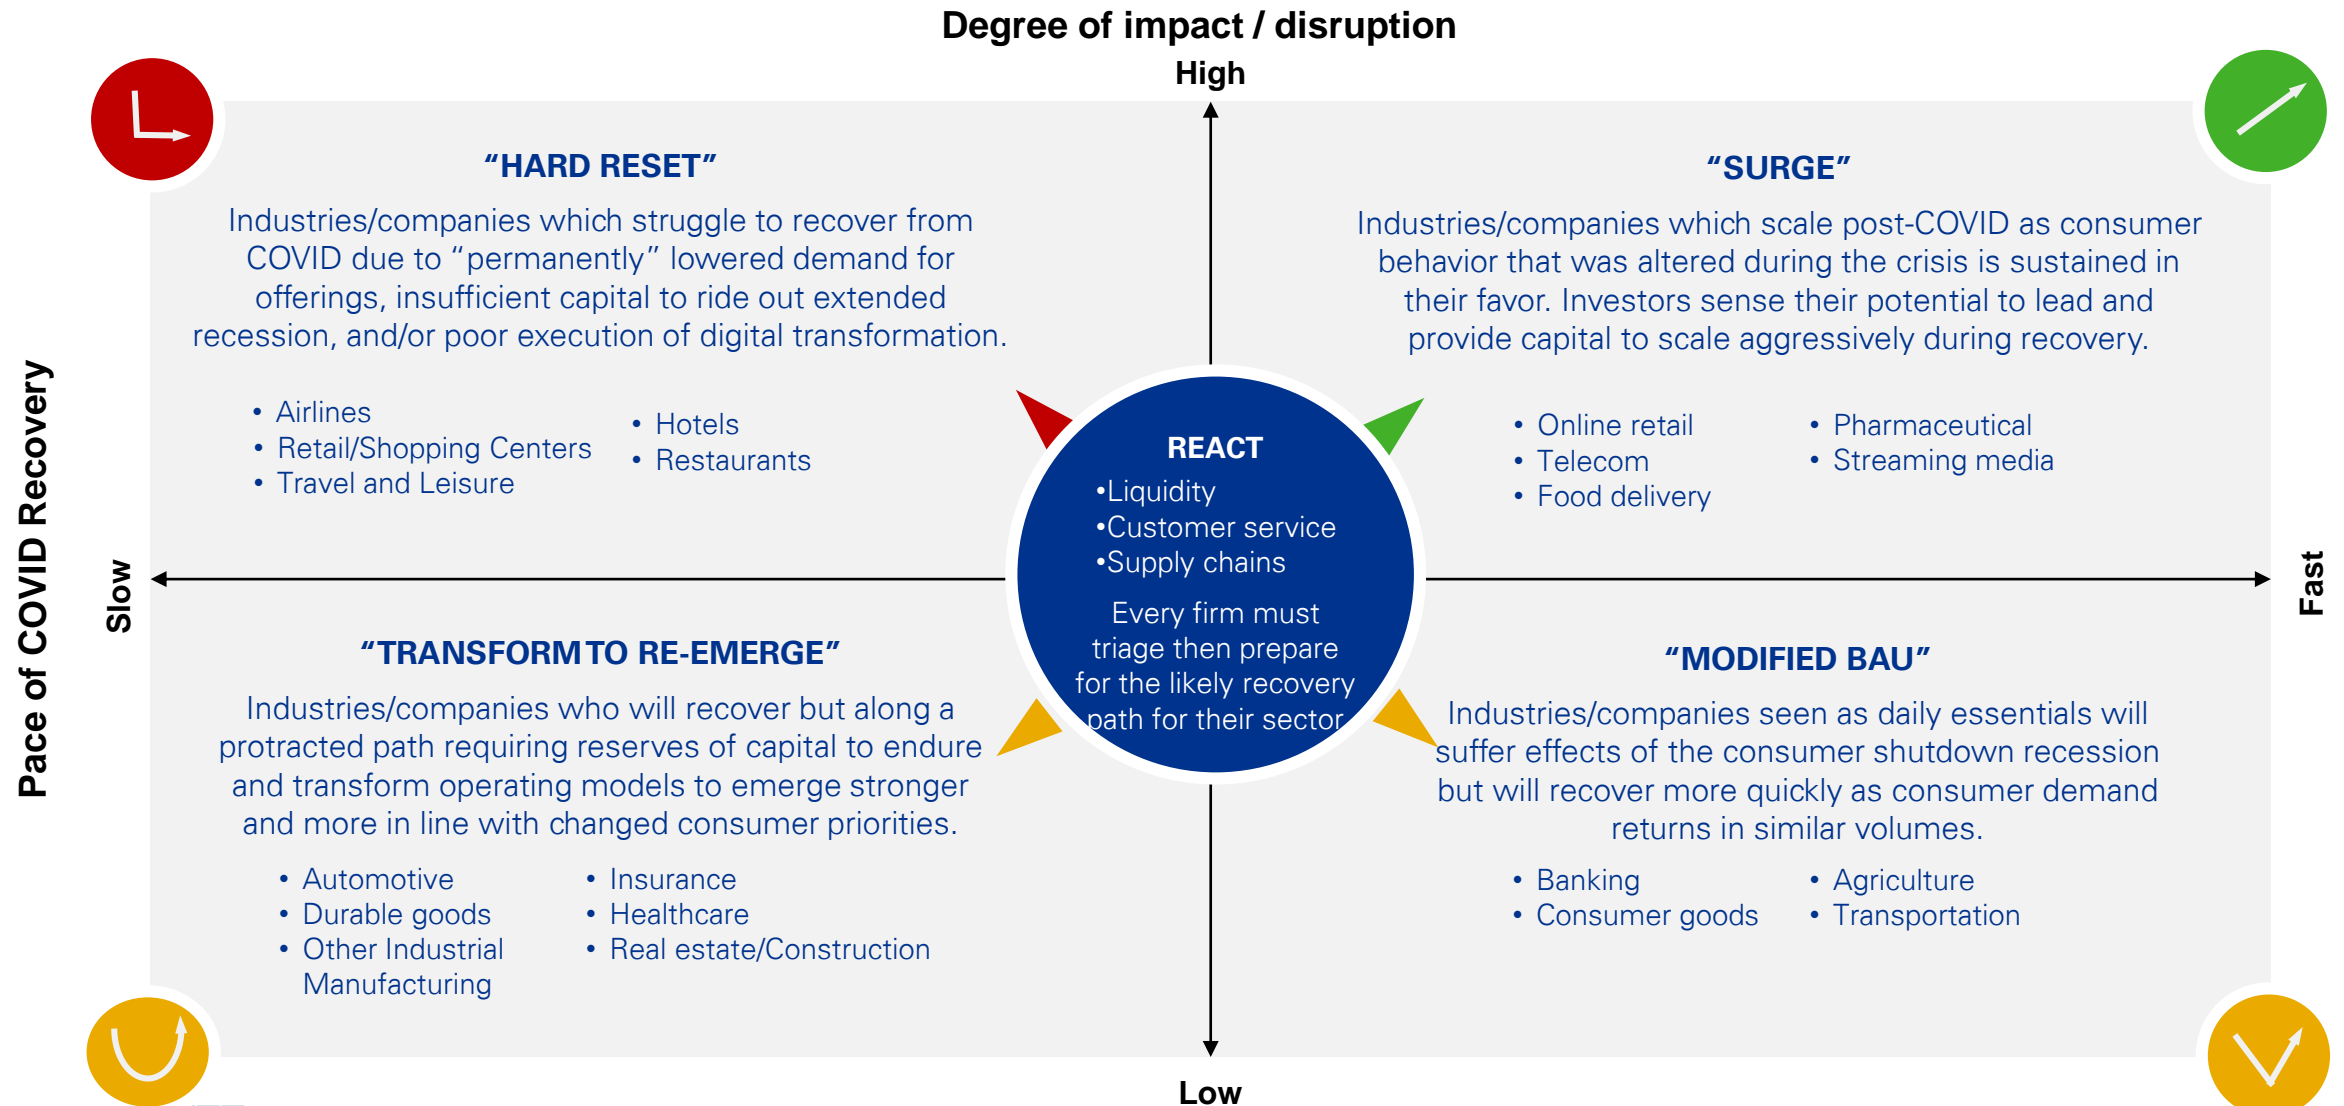 Degree of impact / disruption
High
“HARD RESET”
Industries/companies which struggle to recover from
COVID due to “permanently” lowered demand for
offerings, insufficient capital to ride out extended
recession, and/or poor execution of digital transformation.
• Airlines
• Retail/Shopping Centers
• Travel and Leisure
• Hotels
• Restaurants
“SURGE”
Industries/companies which scale post-COVID as consumer
behavior that was altered during the crisis is sustained in
their favor. Investors sense their potential to lead and
provide capital to scale aggressively during recovery.
• Online retail
• Telecom
• Food delivery
• Pharmaceutical
• Streaming media
Pace of COVID Recovery
Slow
REACT
•Liquidity
•Customer service
•Supply chains
Every firm must
triage then prepare
for the likely recovery
path for their sector
Fast
“TRANSFORM TO RE-EMERGE”
Industries/companies who will recover but along a
protracted path requiring reserves of capital to endure
and transform operating models to emerge stronger
and more in line with changed consumer priorities.
• Automotive
• Durable goods
• Other Industrial
Manufacturing
• Insurance
• Healthcare
• Real estate/Construction
“MODIFIED BAU”
Industries/companies seen as daily essentials will
suffer effects of the consumer shutdown recession
but will recover more quickly as consumer demand
returns in similar volumes.
• Banking
• Consumer goods
• Agriculture
• Transportation
Low